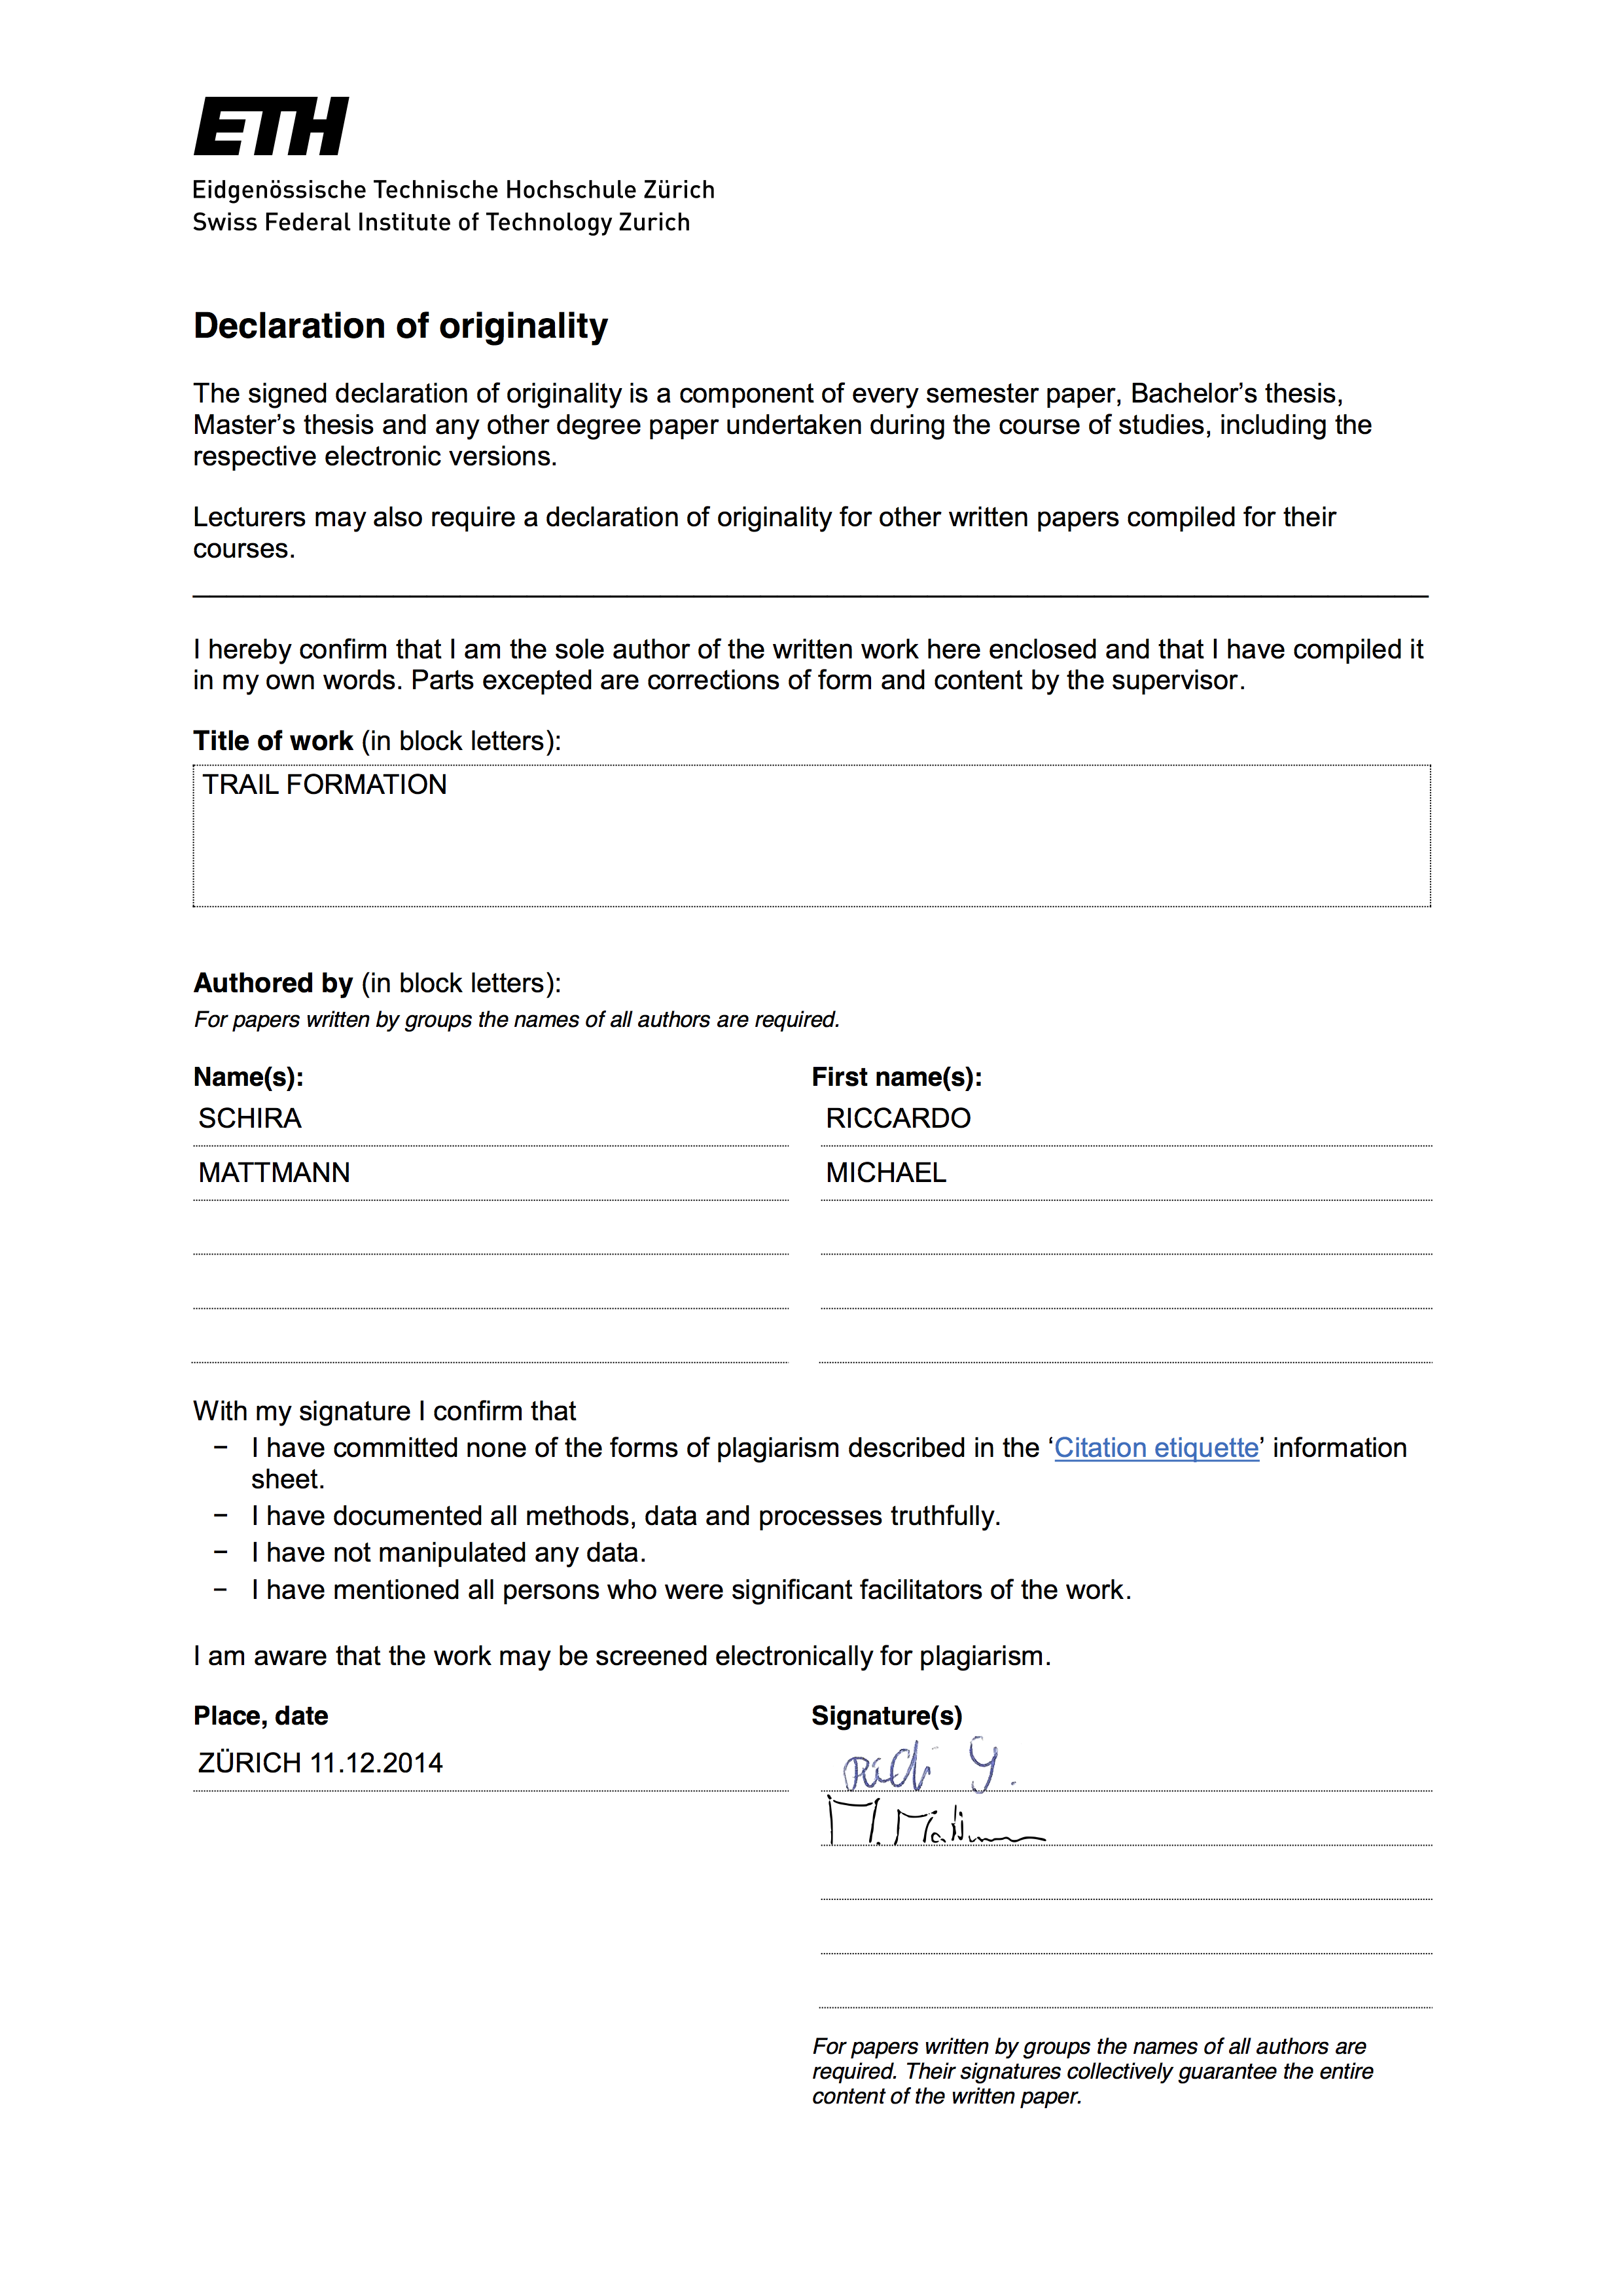 ETH
Eidgenössische Technische Hochschule Zürich
Swiss Federal Institute of Technology Zurich
Declaration of originality
The signed declaration of originality is a component of every semester paper, Bachelor’s thesis,
Master’s thesis and any other degree paper undertaken during the course of studies, including the
respective electronic versions.
Lecturers may also require a declaration of originality for other written papers compiled for their
courses.
I hereby confirm that I am the sole author of the written work here enclosed and that I have compiled it
in my own words. Parts excepted are corrections of form and content by the supervisor.
Title of work (in block letters):
TRAIL FORMATION
Authored by (in block letters):
For papers written by groups the names of all authors are required.
Name(s): First name(s):
SCHIRA RICCARDO
MATTMANN MICHAEL
With my signature I confirm that
− I have committed none of the forms of plagiarism described in the ‘Citation etiquette’ information
sheet.
− I have documented all methods, data and processes truthfully.
− I have not manipulated any data.
− I have mentioned all persons who were significant facilitators of the work.
I am aware that the work may be screened electronically for plagiarism.
Place, date Signature(s)
ZÜRICH 11.12.2014
M.
For papers written by groups the names of all authors are
required. Their signatures collectively guarantee the entire
content of the written paper.